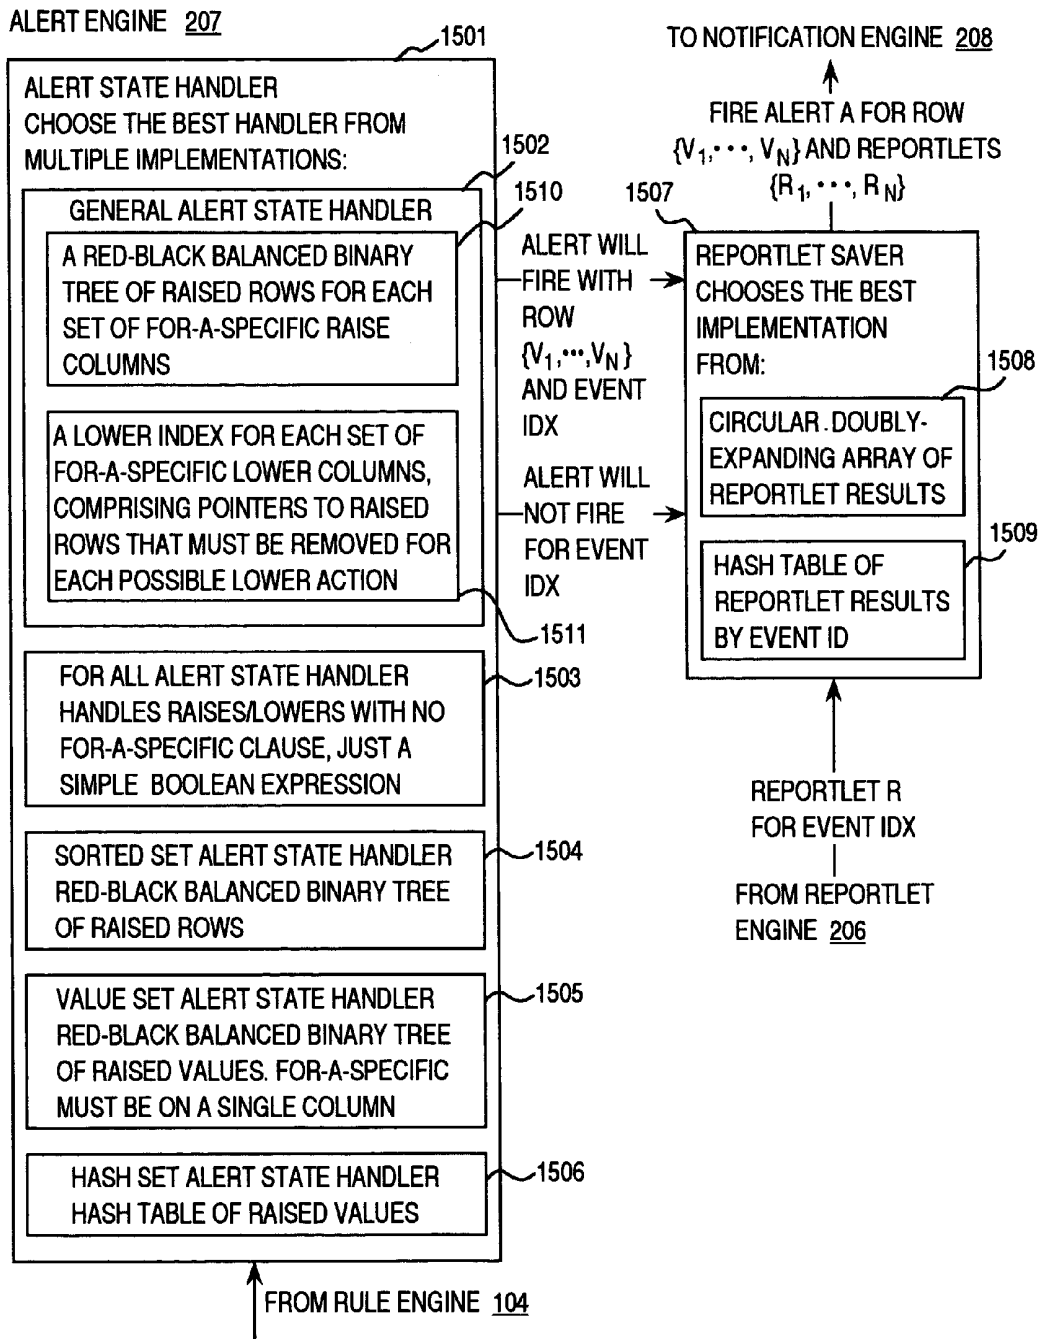 ALERT ENGINE 207
1501
ALERT STATE HANDLER
CHOOSE THE BEST HANDLER FROM
MULTIPLE IMPLEMENTATIONS:
1502
GENERAL ALERT STATE HANDLER
1510
A RED-BLACK BALANCED BINARY
TREE OF RAISED ROWS FOR EACH
SET OF FOR-A-SPECIFIC RAISE
COLUMNS
A LOWER INDEX FOR EACH SET OF
FOR-A-SPECIFIC LOWER COLUMNS,
COMPRISING POINTERS TO RAISED
ROWS THAT MUST BE REMOVED FOR
EACH POSSIBLE LOWER ACTION
1511
FOR ALL ALERT STATE HANDLER
HANDLES RAISES/LOWERS WITH NO
FOR-A-SPECIFIC CLAUSE, JUST A
SIMPLE BOOLEAN EXPRESSION
1503
SORTED SET ALERT STATE HANDLER
RED-BLACK BALANCED BINARY TREE
OF RAISED ROWS
1504
VALUE SET ALERT STATE HANDLER
RED-BLACK BALANCED BINARY TREE
OF RAISED VALUES. FOR-A-SPECIFIC
MUST BE ON A SINGLE COLUMN
1505
HASH SET ALERT STATE HANDLER
HASH TABLE OF RAISED VALUES
1506
FROM RULE ENGINE 104
ALERT WILL
FIRE WITH
ROW
{V1,•••,VN}
AND EVENT
IDX
ALERT WILL
NOT FIRE
FOR EVENT
IDX
TO NOTIFICATION ENGINE 208
FIRE ALERT A FOR ROW
{V1,•••, VN} AND REPORTLETS
{R1,•••, RN}
1507
REPORTLET SAVER
CHOOSES THE BEST
IMPLEMENTATION
FROM:
1508
CIRCULAR . DOUBLY-
EXPANDING ARRAY OF
REPORTLET RESULTS
1509
HASH TABLE OF
REPORTLET RESULTS
BY EVENT ID
REPORTLET R
FOR EVENT IDX
FROM REPORTLET
ENGINE 206